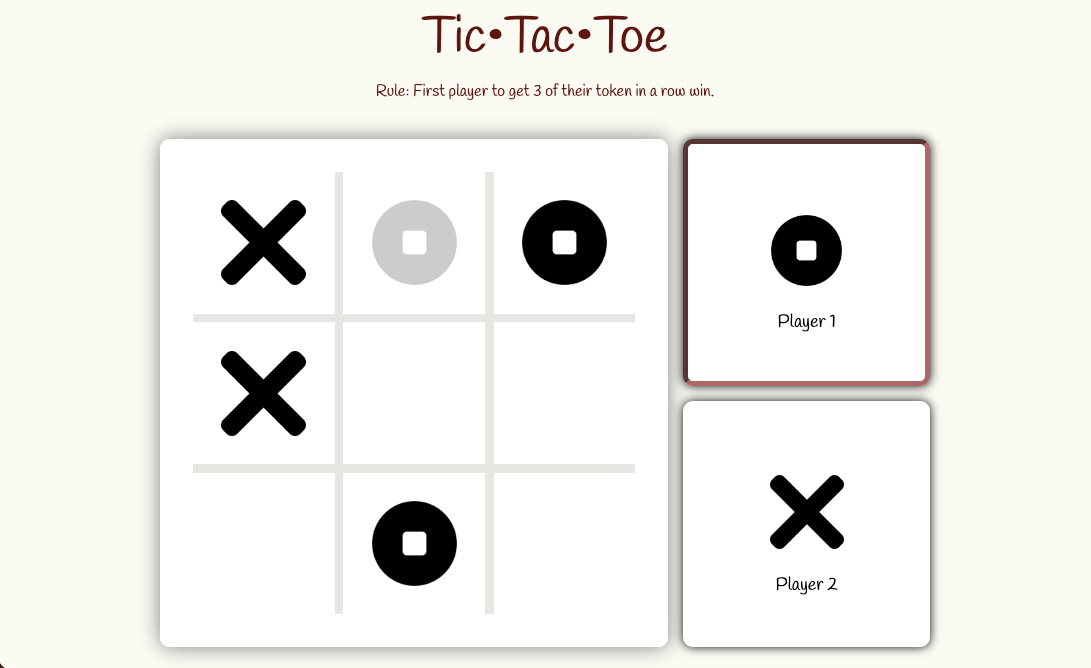 Tic•Tac•Toe
Rule: First player to get 3 of their token in a row win.
Player 1
Player 2